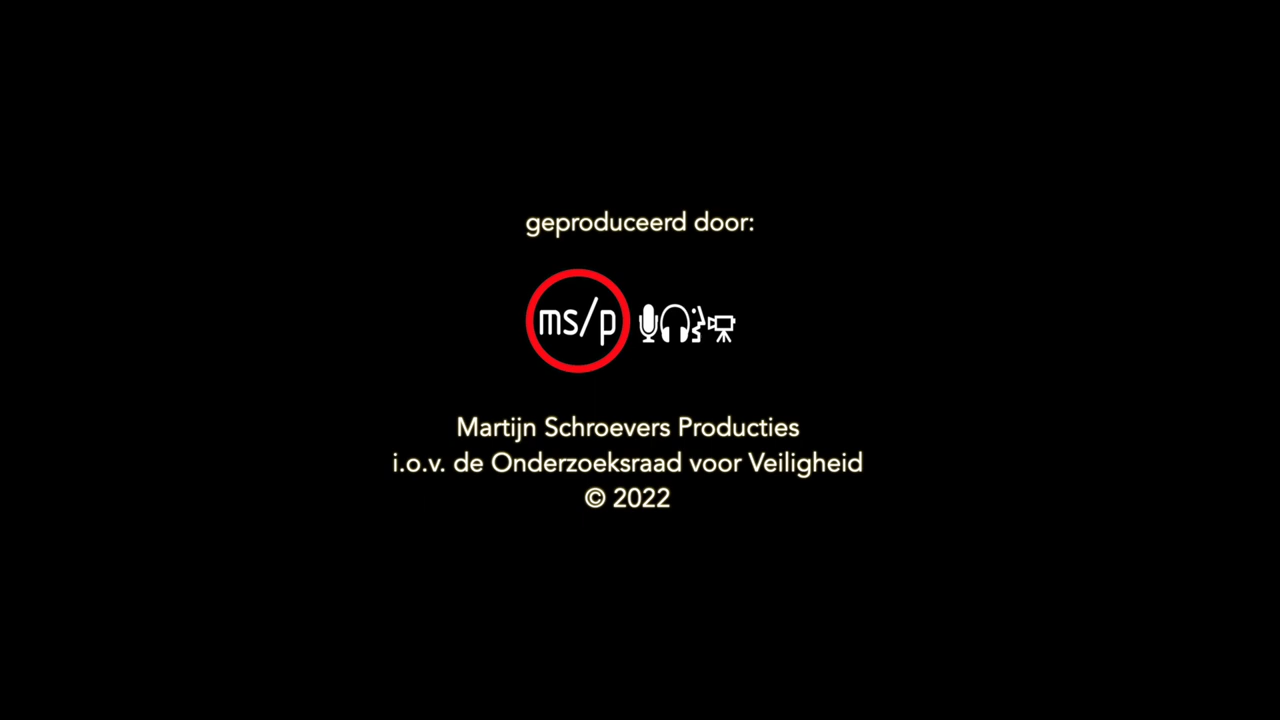 geproduceerd door:
ms/p
Martijn Schroevers Producties
i.o.v. de Onderzoeksraad voor Veiligheid
© 2022